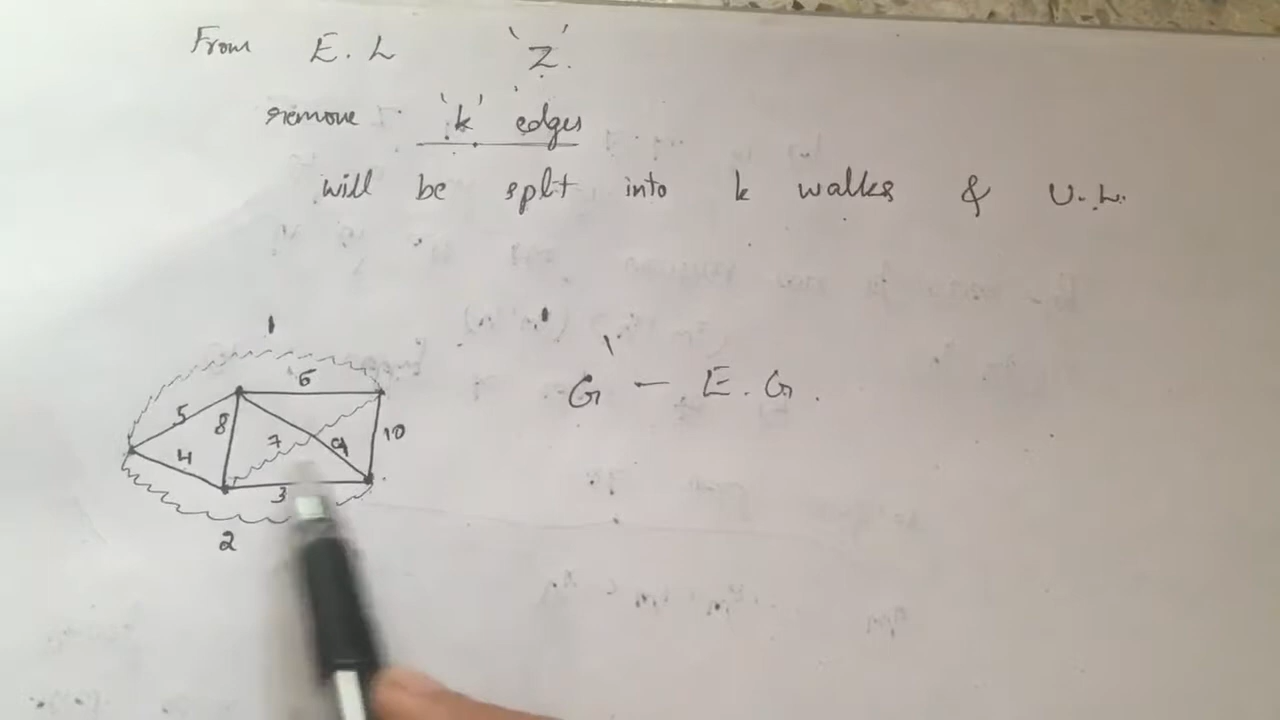 From E.L 'Z'.
remove 'k' edges
will be split into k walks & U.L.
1
6
G' - E.G.
5
8
10
7
9
4
3
2